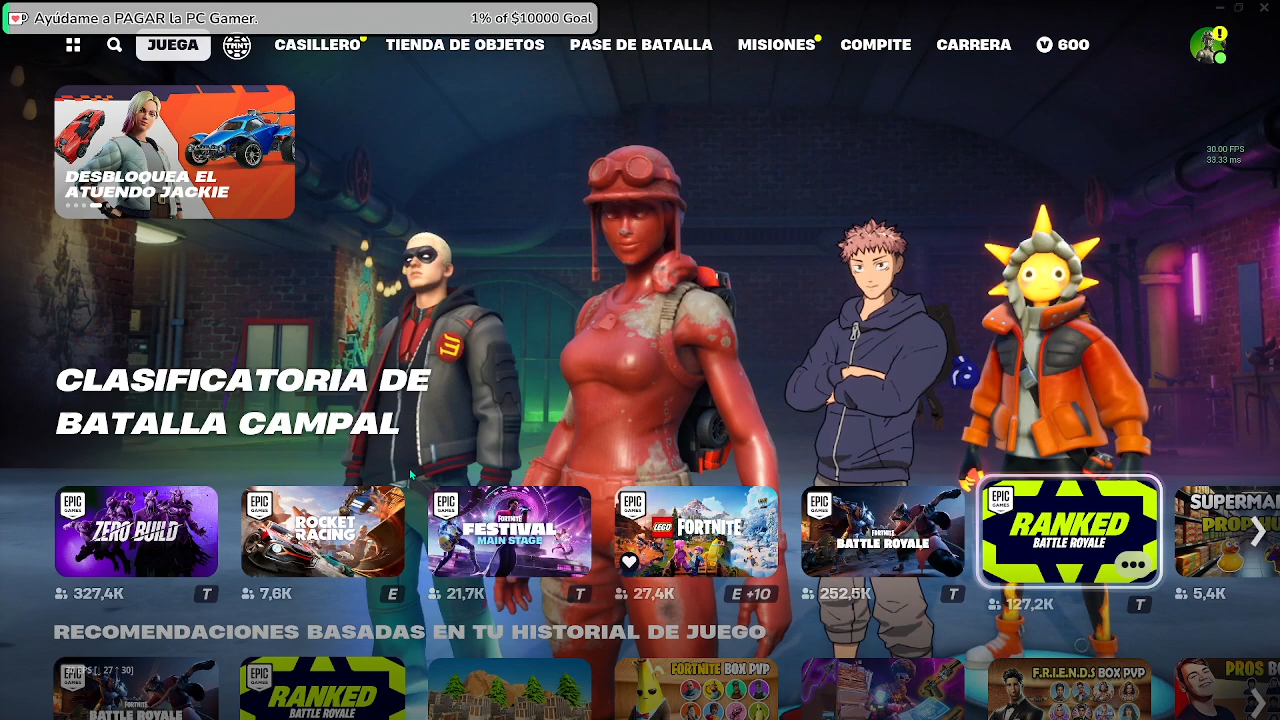 Ayúdame a PAGAR la PC Gamer. 1% of $10000 Goal
JUEGA TMNT CASILLERO TIENDA DE OBJETOS PASE DE BATALLA MISIONES COMPITE CARRERA V 600
30.00 FPS
33.33 ms
DESBLOQUEA EL
ATUENDO JACKIE
CLASIFICATORIA DE
BATALLA CAMPAL
EPIC GAMES
ZERO BUILD
EPIC GAMES
ROCKET
RACING
EPIC GAMES
FORTNITE
FESTIVAL
MAIN STAGE
EPIC GAMES
LEGO FORTNITE
EPIC GAMES
FORTNITE
BATTLE ROYALE
EPIC GAMES
RANKED
BATTLE ROYALE
327,4K T
7,6K E
21,7K T
27,4K E +10
252,5K T
127,2K T
5,4K
RECOMENDACIONES BASADAS EN TU HISTORIAL DE JUEGO
EPIC GAMES
FORTNITE
BATTLE ROYALE
EPIC GAMES
RANKED
BATTLE ROYALE
FORTNITE BOX PVP
F.R.I.E.N.D.S BOX PVP